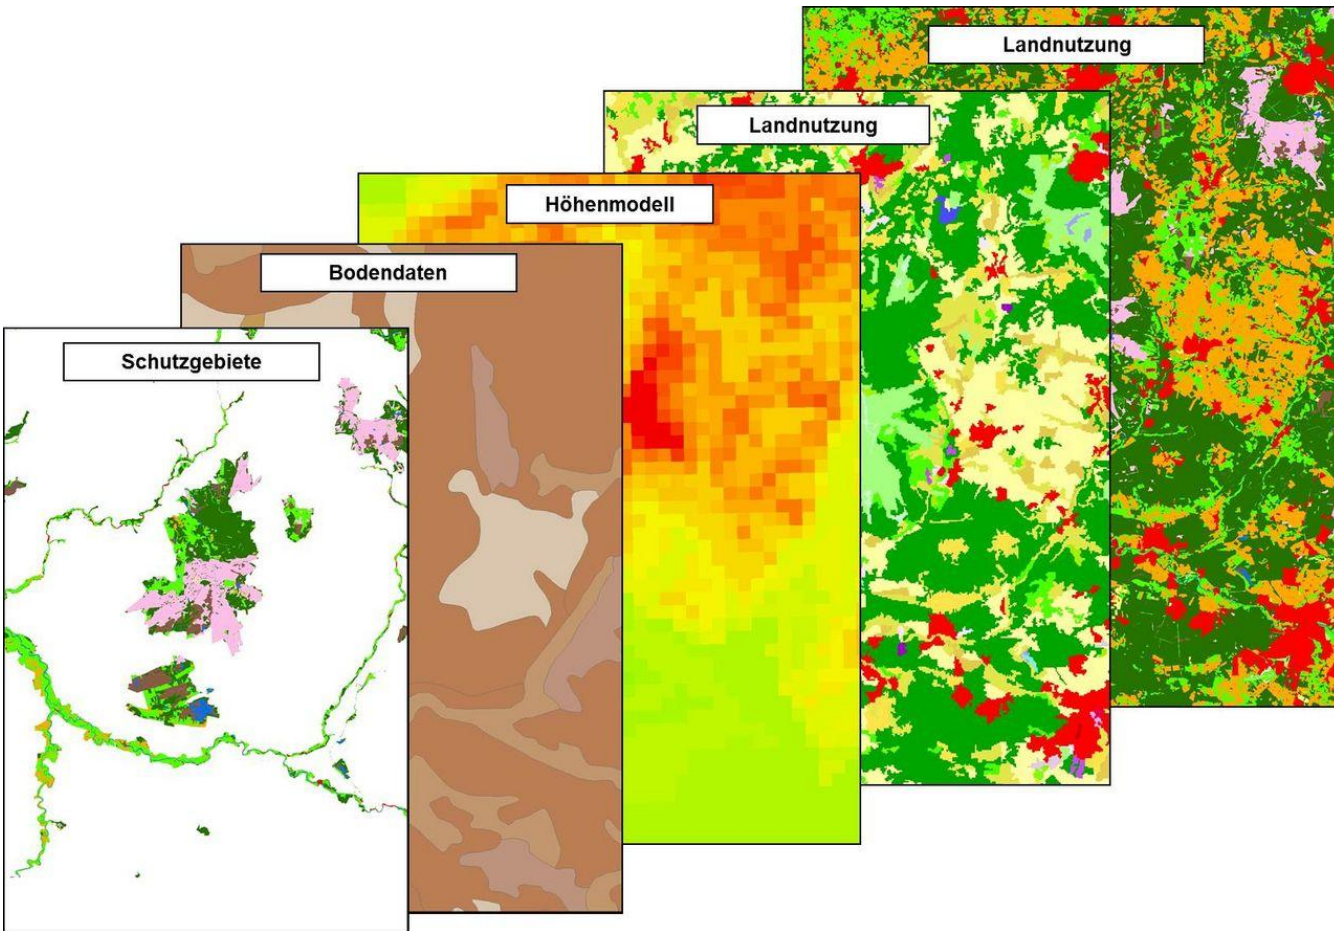 Landnutzung
Landnutzung
Höhenmodell
Bodendaten
Schutzgebiete